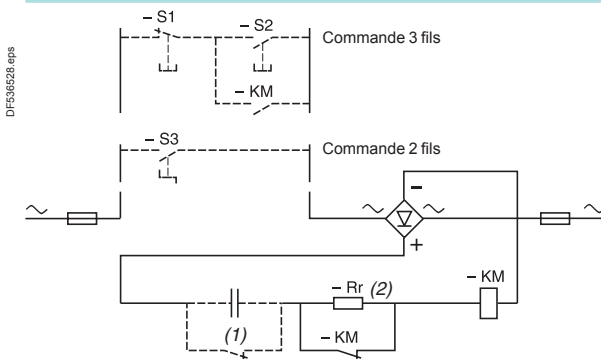 DF536528.eps
– S1
– S2
Commande 3 fils
– KM
– S3
Commande 2 fils
–
+
– Rr (2)
– KM
(1)
– KM